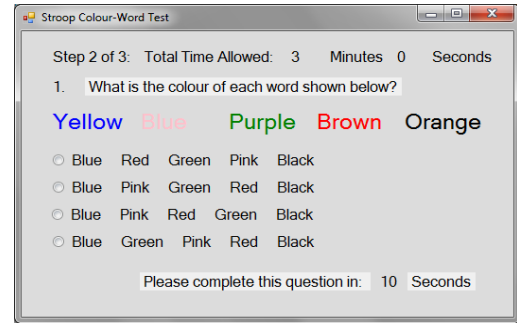 Stroop Colour-Word Test
Step 2 of 3: Total Time Allowed: 3 Minutes 0 Seconds
1. What is the colour of each word shown below?
Yellow Blue Purple Brown Orange
Blue Red Green Pink Black
Blue Pink Green Red Black
Blue Pink Red Green Black
Blue Green Pink Red Black
Please complete this question in: 10 Seconds